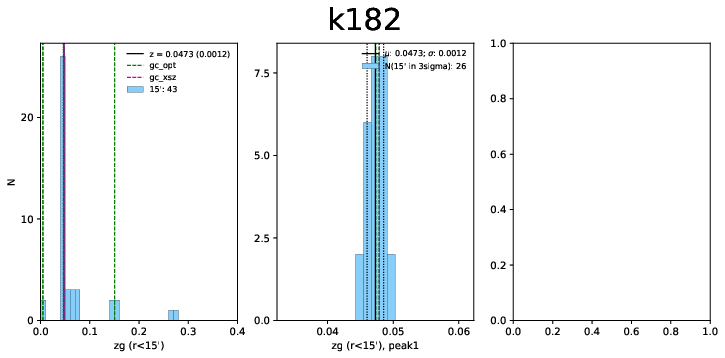 k182
z = 0.0473 (0.0012)
gc_opt
gc_xsz
15': 43
N
0
10
20
0.0 0.1 0.2 0.3 0.4
zg (r<15')
μ: 0.0473; σ: 0.0012
N(15' in 3sigma): 26
7.5
5.0
2.5
0.0
0.04 0.05 0.06
zg (r<15'), peak1
1.0
0.8
0.6
0.4
0.2
0.0
0.0 0.2 0.4 0.6 0.8 1.0